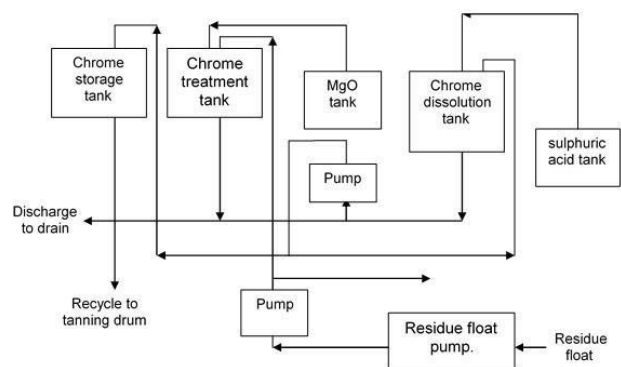 Chrome
storage
tank
Chrome
treatment
tank
MgO
tank
Chrome
dissolution
tank
sulphuric
acid tank
Pump
Discharge
to drain
Recycle to
tanning drum
Pump
Residue float
pump.
Residue
float